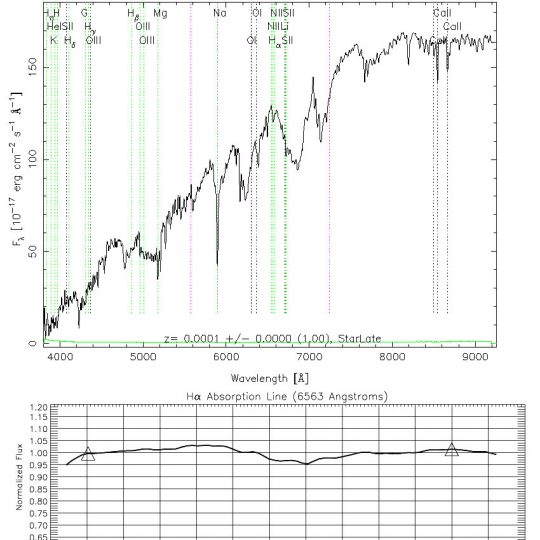 H H G Hβ Mg Na OI NII SII CaII
HeI SII Hγ OIII NII Li CaII
K Hδ OIII OIII OI Hα SII
150
100
50
0
Fλ [10⁻¹⁷ erg cm⁻² s⁻¹ Å⁻¹]
z= 0.0001 +/− 0.0000 (1.00), StarLate
4000 5000 6000 7000 8000 9000
Wavelength [Å]
Hα Absorption Line (6563 Angstroms)
1.20
1.15
1.10
1.05
1.00
0.95
0.90
0.85
0.80
0.75
0.70
0.65
Normalized Flux